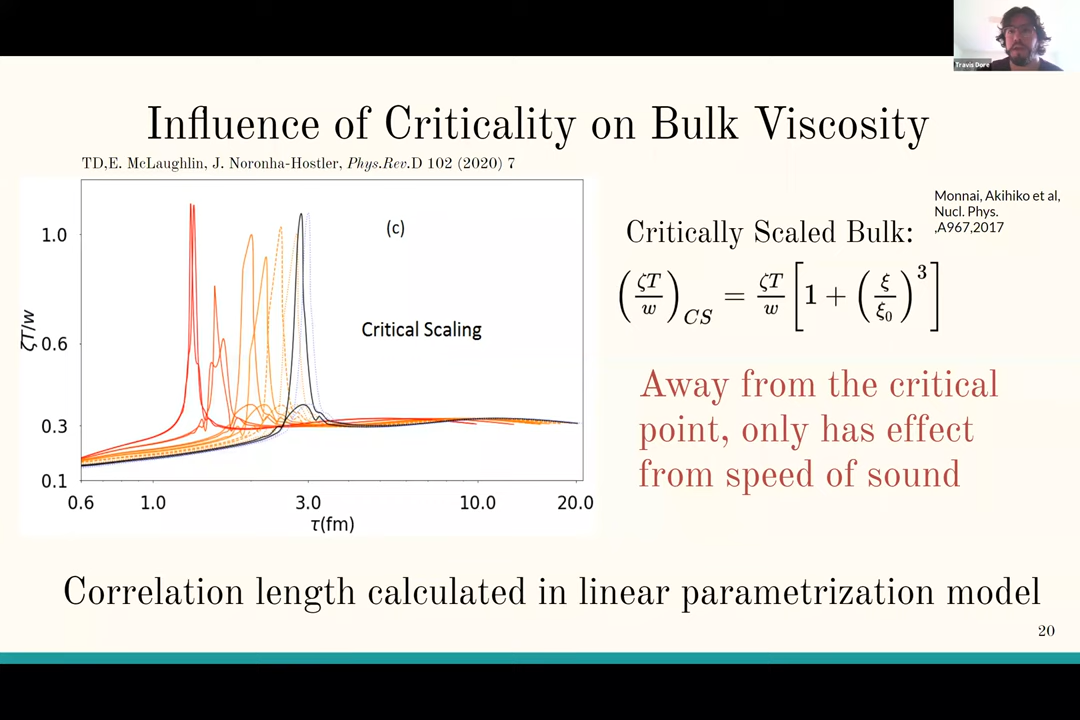 Travis Dore
Influence of Criticality on Bulk Viscosity
TD,E. McLaughlin, J. Noronha-Hostler, Phys.Rev.D 102 (2020) 7
Monnai, Akihiko et al,
Nucl. Phys.
,A967,2017
(c)
Critical Scaling
ζT/w
1.0
0.6
0.3
0.1
0.6 1.0 3.0 10.0 20.0
τ(fm)
Critically Scaled Bulk:
(ζT/w)_CS = ζT/w [1 + (ξ/ξ₀)³]
Away from the critical
point, only has effect
from speed of sound
Correlation length calculated in linear parametrization model
20